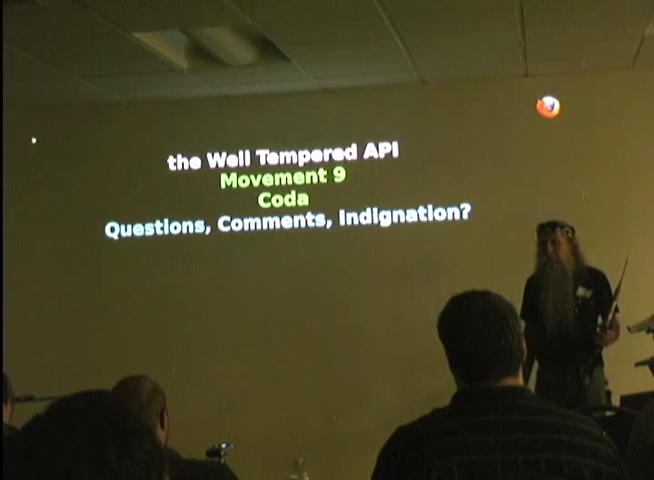 the Well Tempered API
Movement 9
Coda
Questions, Comments, Indignation?